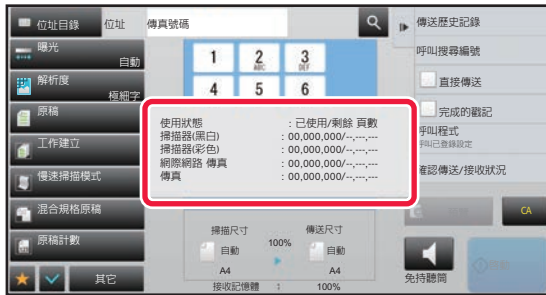 位址目錄
位址
傳真號碼
傳送歷史記錄
曝光
自動
呼叫搜尋編號
解析度
極細字
直接傳送
原稿
完成的戳記
工作建立
呼叫程式
呼叫已登錄設定
慢速掃描模式
確認傳送/接收狀況
混合規格原稿
原稿計數
其它
1
2
ABC
3
DEF
4
5
6
使用狀態 : 已使用/剩餘 頁數
掃描器(黑白) : 00,000,000/--,---,---
掃描器(彩色) : 00,000,000/--,---,---
網際網路 傳真 : 00,000,000/--,---,---
傳真 : 00,000,000/--,---,---
掃描尺寸
傳送尺寸
100%
自動
自動
A4
A4
接收記憶體 : 100%
CA
免持聽筒